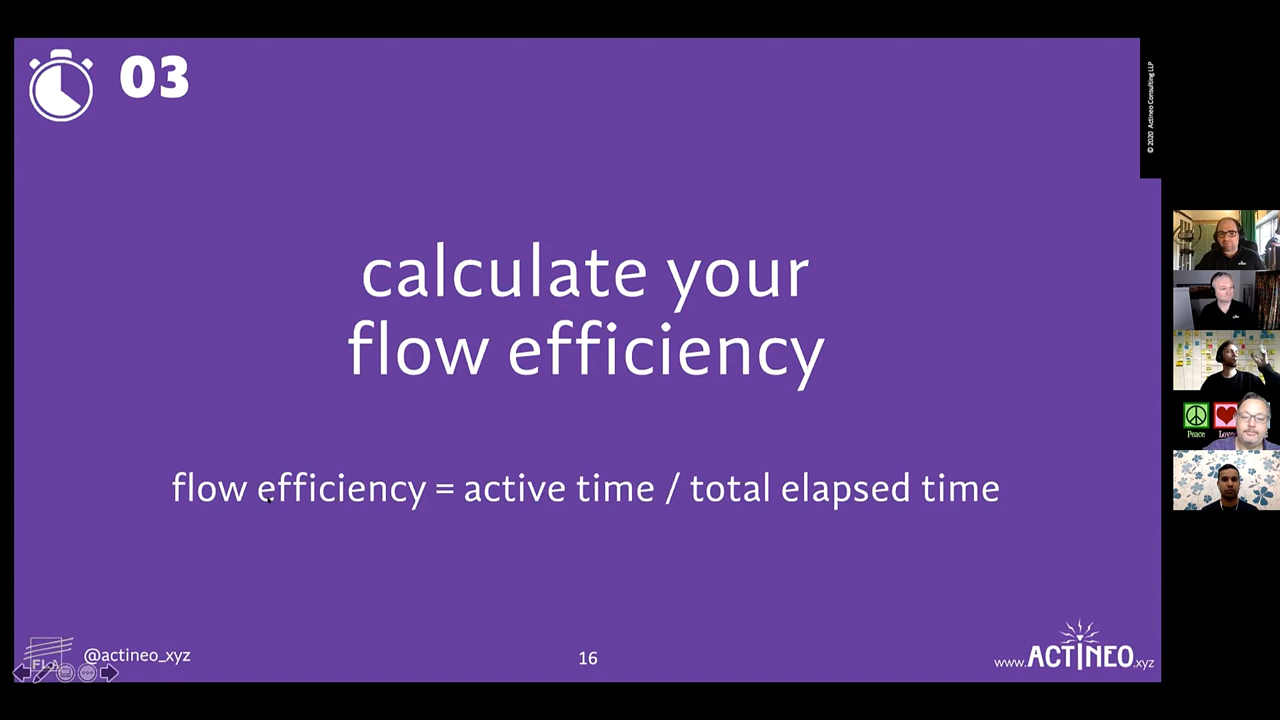 03
© 2020 Actineo Consulting LLP
calculate your
flow efficiency
flow efficiency = active time / total elapsed time
Peace
FLA
@actineo_xyz
16
www.ACTINEO.xyz